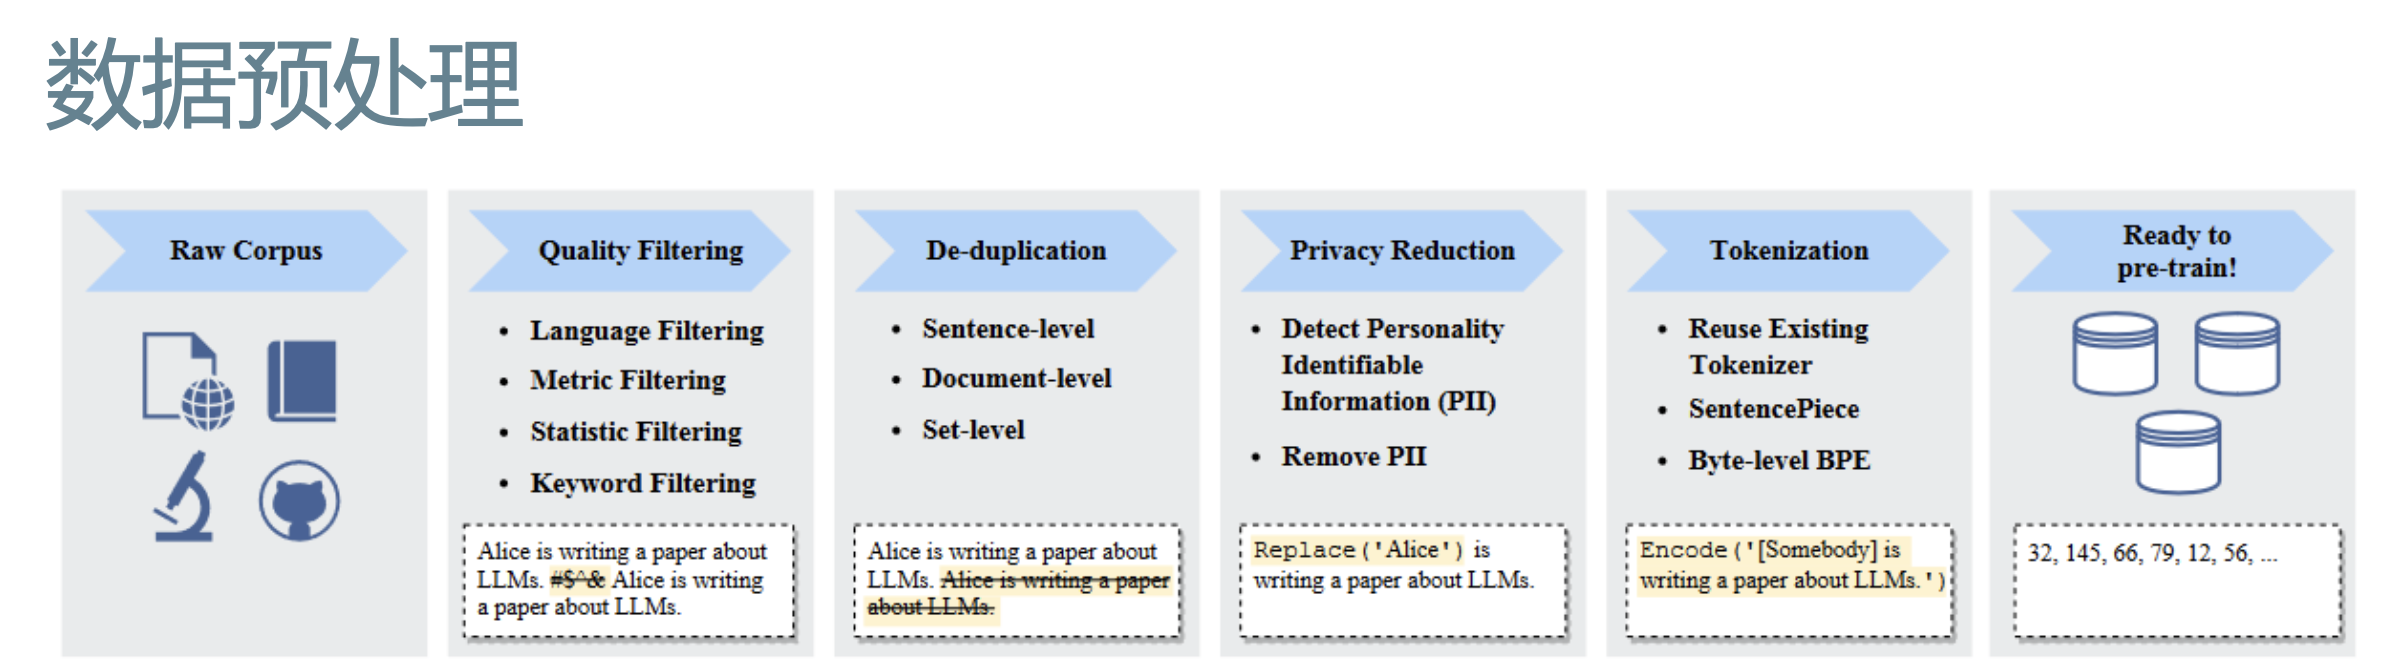 数据预处理
Raw Corpus
Quality Filtering
• Language Filtering
• Metric Filtering
• Statistic Filtering
• Keyword Filtering
Alice is writing a paper about
LLMs. #$^& Alice is writing
a paper about LLMs.
De-duplication
• Sentence-level
• Document-level
• Set-level
Alice is writing a paper about
LLMs. Alice is writing a paper
about LLMs.
Privacy Reduction
• Detect Personality
Identifiable
Information (PII)
• Remove PII
Replace('Alice') is
writing a paper about LLMs.
Tokenization
• Reuse Existing
Tokenizer
• SentencePiece
• Byte-level BPE
Encode('[Somebody] is
writing a paper about LLMs.')
Ready to
pre-train!
32, 145, 66, 79, 12, 56, ...